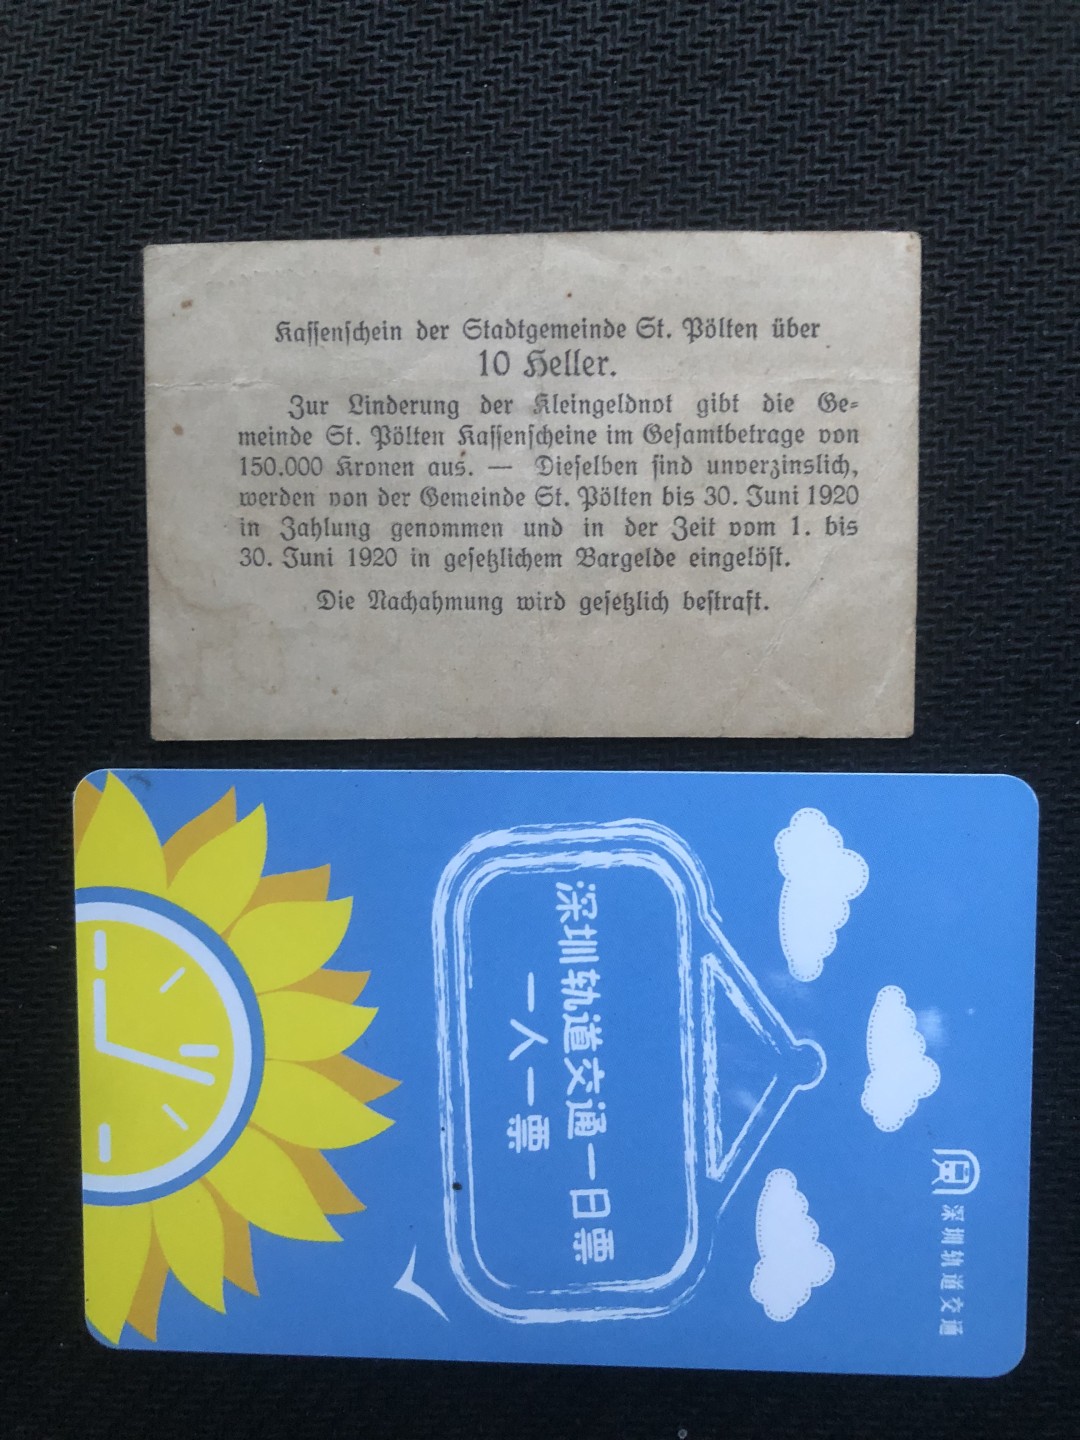 Kassenschein der Stadtgemeinde St. Pölten über
10 Heller.
Zur Linderung der Kleingeldnot gibt die Ge-
meinde St. Pölten Kassenscheine im Gesamtbetrage von
150.000 Kronen aus. — Dieselben sind unverzinslich,
werden von der Gemeinde St. Pölten bis 30. Juni 1920
in Zahlung genommen und in der Zeit vom 1. bis
30. Juni 1920 in gesetzlichem Bargelde eingelöst.
Die Nachahmung wird gesetzlich bestraft.
深圳轨道交通
深圳轨道交通一日票
一人一票